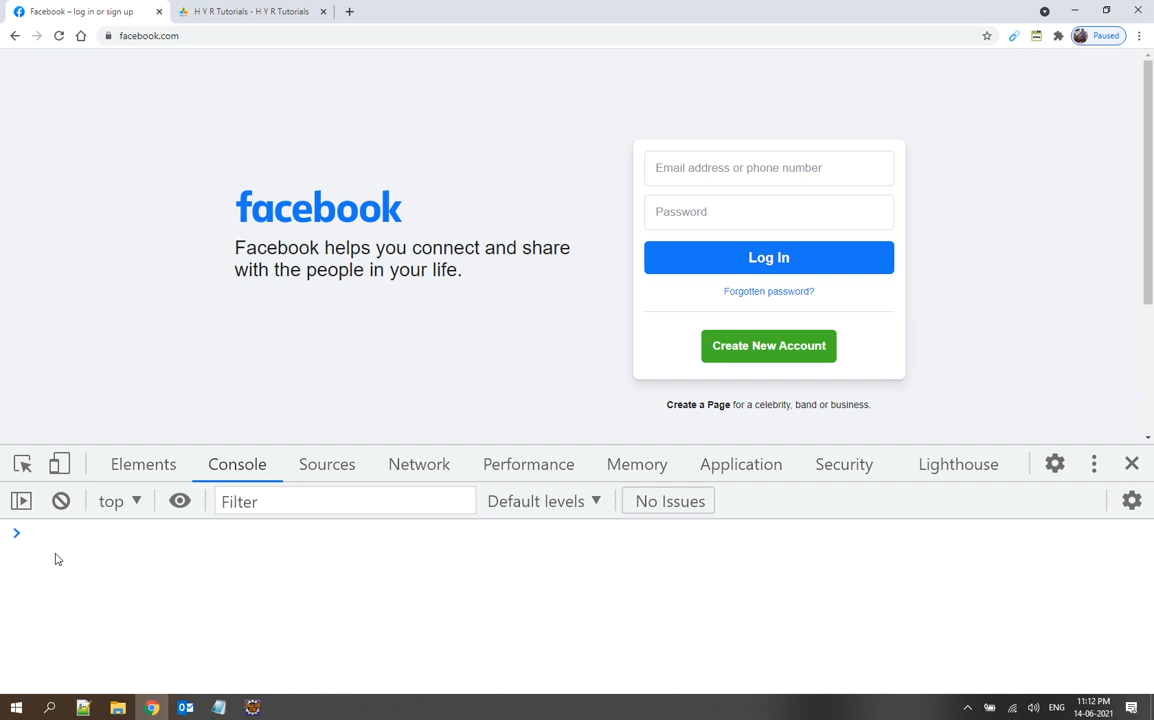 Facebook – log in or sign up
H Y R Tutorials - H Y R Tutorials
facebook.com
Paused
facebook
Facebook helps you connect and share
with the people in your life.
Email address or phone number
Password
Log In
Forgotten password?
Create New Account
Create a Page for a celebrity, band or business.
Elements
Console
Sources
Network
Performance
Memory
Application
Security
Lighthouse
top
Filter
Default levels
No Issues
ENG
11:12 PM
14-06-2021